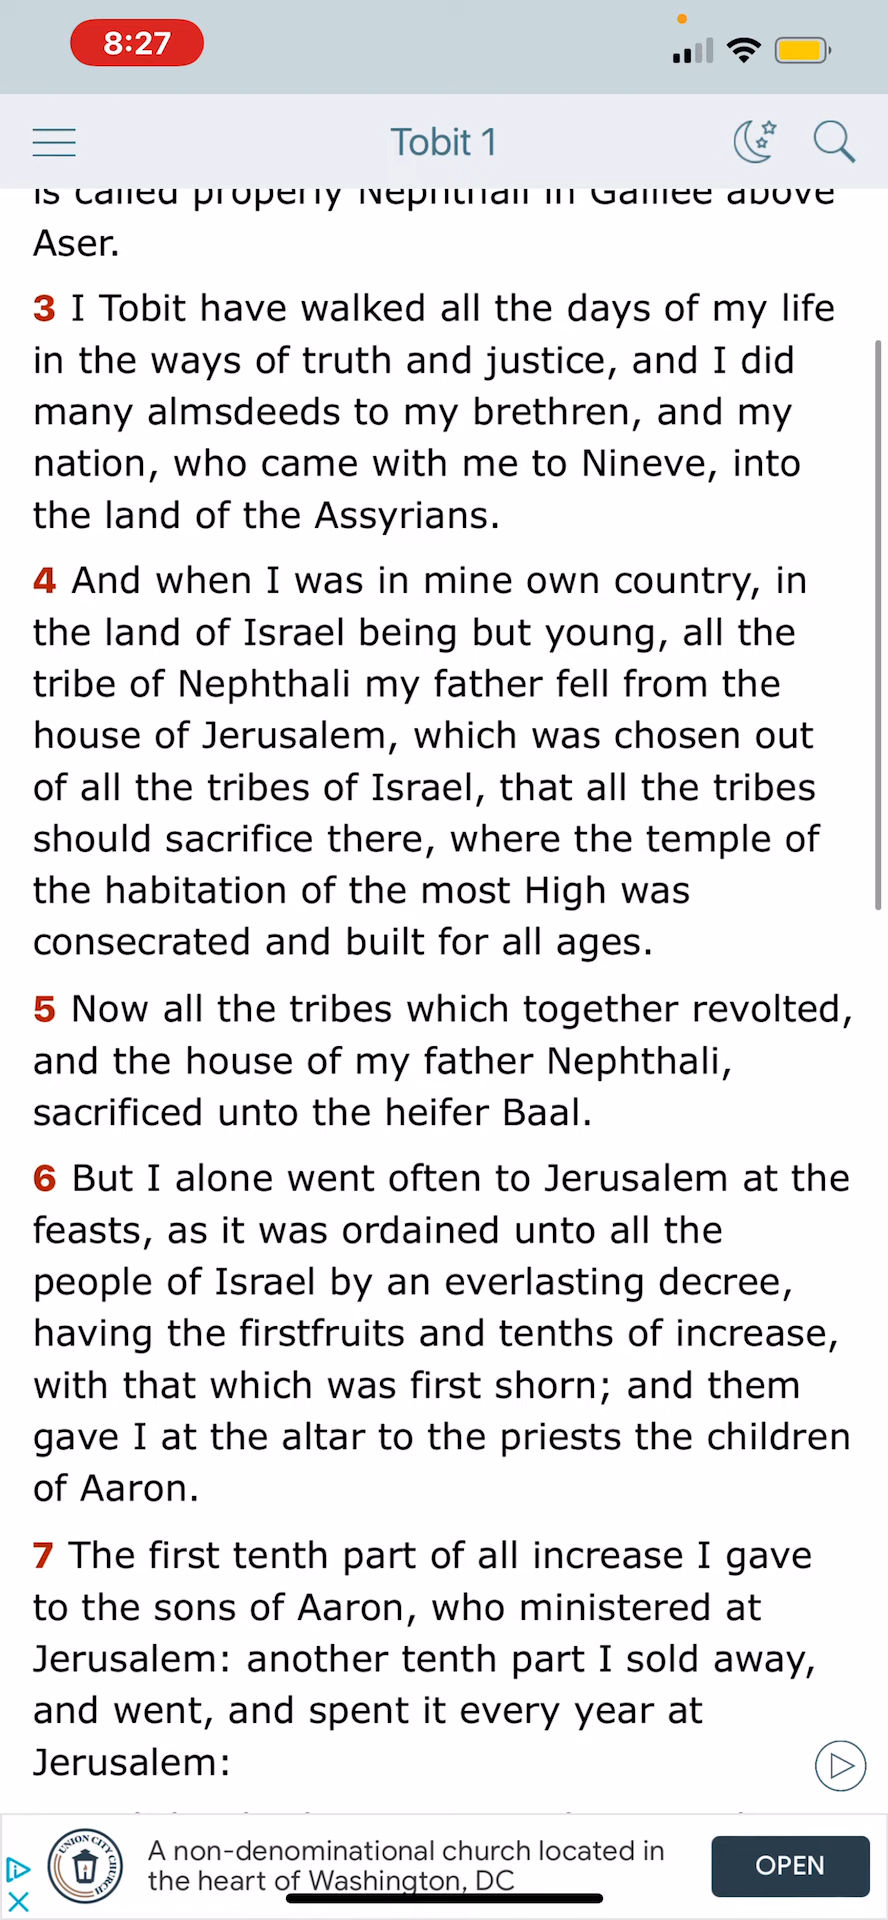 8:27
Tobit 1
is called properly Nephthali in Galilee above
Aser.
3 I Tobit have walked all the days of my life
in the ways of truth and justice, and I did
many almsdeeds to my brethren, and my
nation, who came with me to Nineve, into
the land of the Assyrians.
4 And when I was in mine own country, in
the land of Israel being but young, all the
tribe of Nephthali my father fell from the
house of Jerusalem, which was chosen out
of all the tribes of Israel, that all the tribes
should sacrifice there, where the temple of
the habitation of the most High was
consecrated and built for all ages.
5 Now all the tribes which together revolted,
and the house of my father Nephthali,
sacrificed unto the heifer Baal.
6 But I alone went often to Jerusalem at the
feasts, as it was ordained unto all the
people of Israel by an everlasting decree,
having the firstfruits and tenths of increase,
with that which was first shorn; and them
gave I at the altar to the priests the children
of Aaron.
7 The first tenth part of all increase I gave
to the sons of Aaron, who ministered at
Jerusalem: another tenth part I sold away,
and went, and spent it every year at
Jerusalem:
UNION CITY CHURCH
A non-denominational church located in
the heart of Washington, DC
OPEN